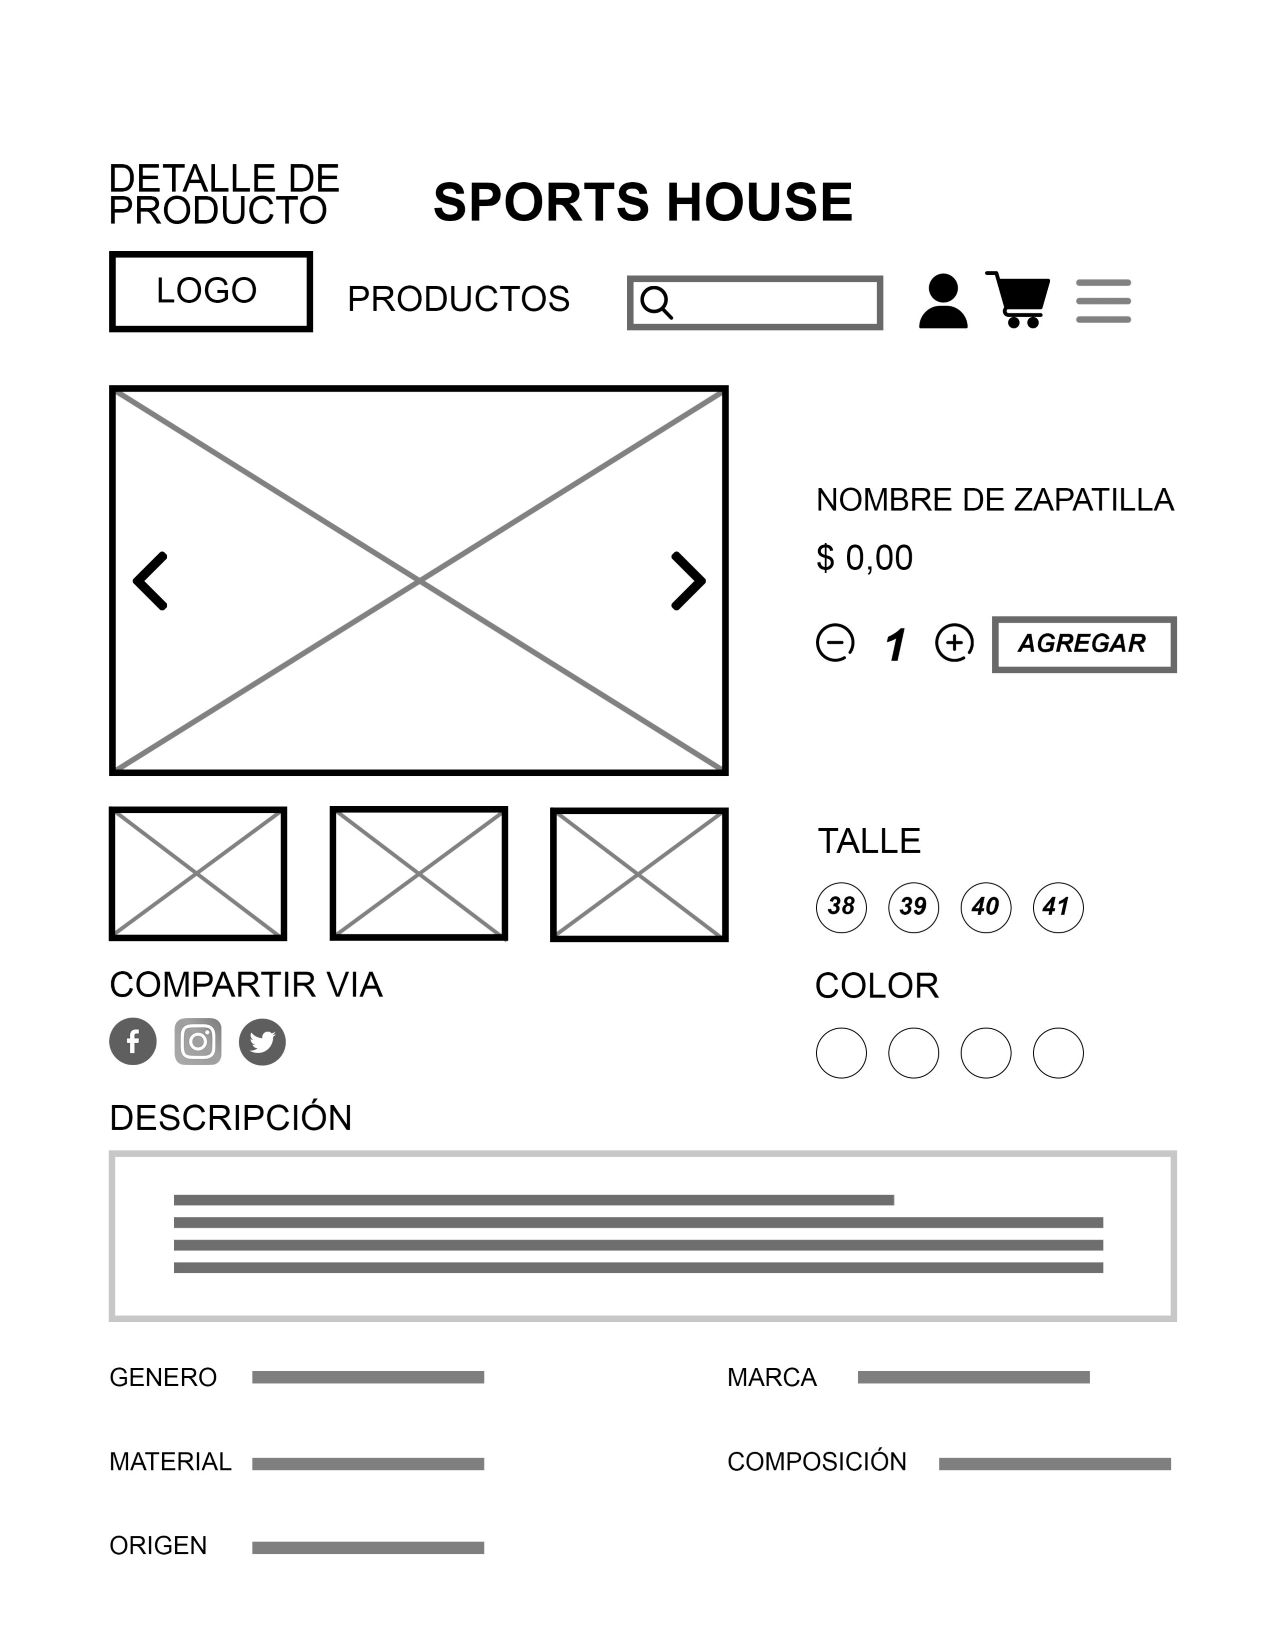 DETALLE DE
PRODUCTO
SPORTS HOUSE
LOGO
PRODUCTOS
NOMBRE DE ZAPATILLA
$ 0,00
1
AGREGAR
TALLE
38 39 40 41
COMPARTIR VIA
COLOR
DESCRIPCIÓN
GENERO
MARCA
MATERIAL
COMPOSICIÓN
ORIGEN